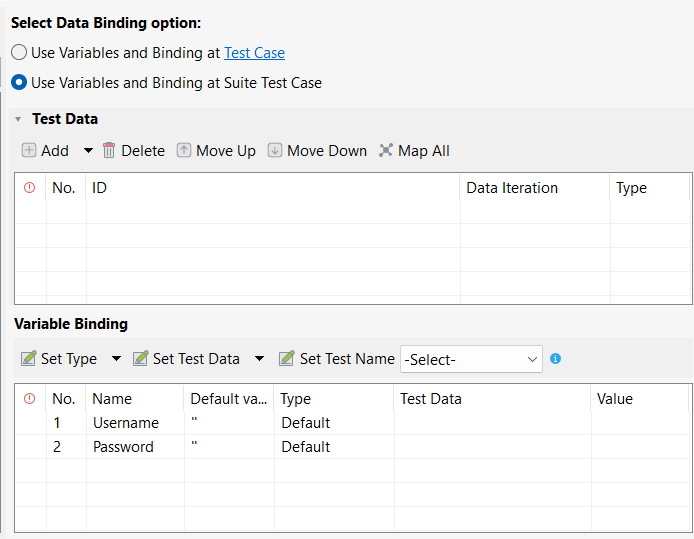 Select Data Binding option:
Use Variables and Binding at Test Case
Use Variables and Binding at Suite Test Case
Test Data
Add Delete Move Up Move Down Map All
No. ID Data Iteration Type
Variable Binding
Set Type Set Test Data Set Test Name -Select-
No. Name Default va... Type Test Data Value
1 Username '' Default
2 Password '' Default